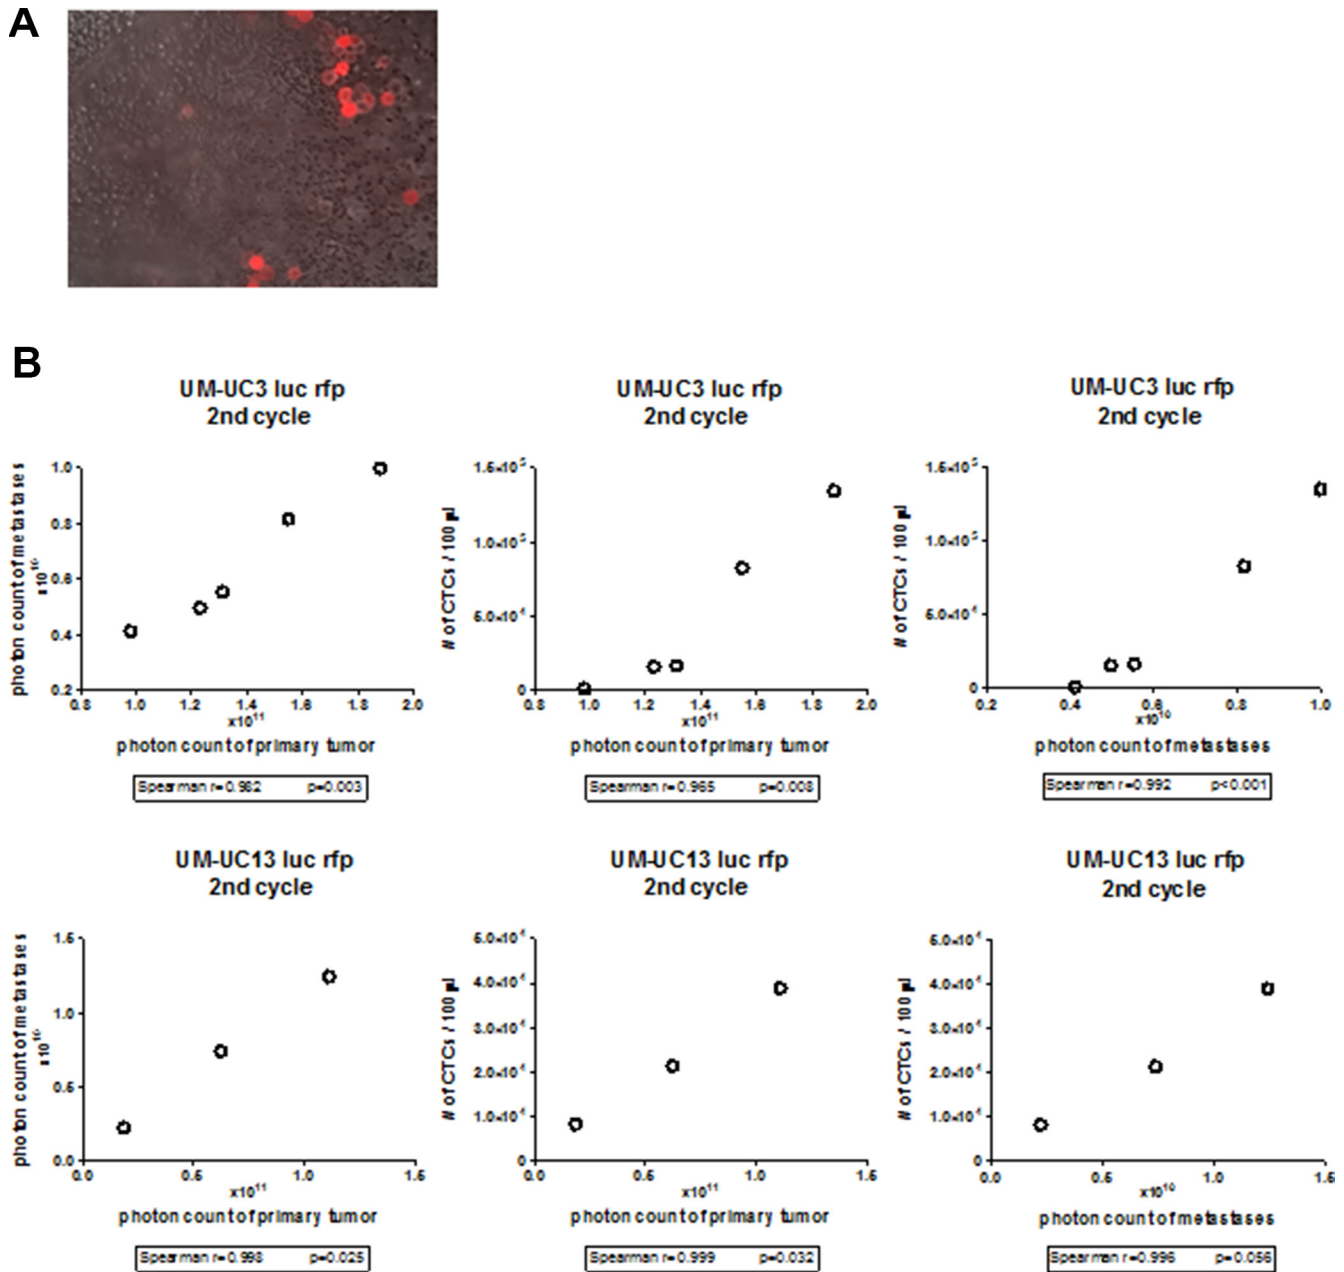 A
B
UM-UC3 luc rfp
2nd cycle
photon count of metastases
x10¹⁰
1.0
0.8
0.6
0.4
0.2
0.8 1.0 1.2 1.4 1.6 1.8 2.0
x10¹¹
photon count of primary tumor
Spearman r=0.982 p=0.003
UM-UC3 luc rfp
2nd cycle
# of CTCs / 100 µl
1.5×10⁵
1.0×10⁵
5.0×10⁴
0
0.8 1.0 1.2 1.4 1.6 1.8 2.0
x10¹¹
photon count of primary tumor
Spearman r=0.965 p=0.008
UM-UC3 luc rfp
2nd cycle
# of CTCs / 100 µl
1.5×10⁵
1.0×10⁵
5.0×10⁴
0
0.2 0.4 0.6 0.8 1.0
x10¹⁰
photon count of metastases
Spearman r=0.992 p<0.001
UM-UC13 luc rfp
2nd cycle
photon count of metastases
x10¹⁰
1.5
1.0
0.5
0.0
0.0 0.5 1.0 1.5
x10¹¹
photon count of primary tumor
Spearman r=0.998 p=0.025
UM-UC13 luc rfp
2nd cycle
# of CTCs / 100 µl
5.0×10⁴
4.0×10⁴
3.0×10⁴
2.0×10⁴
1.0×10⁴
0
0.0 0.5 1.0 1.5
x10¹¹
photon count of primary tumor
Spearman r=0.999 p=0.032
UM-UC13 luc rfp
2nd cycle
# of CTCs / 100 µl
5.0×10⁴
4.0×10⁴
3.0×10⁴
2.0×10⁴
1.0×10⁴
0
0.0 0.5 1.0 1.5
x10¹⁰
photon count of metastases
Spearman r=0.996 p=0.056